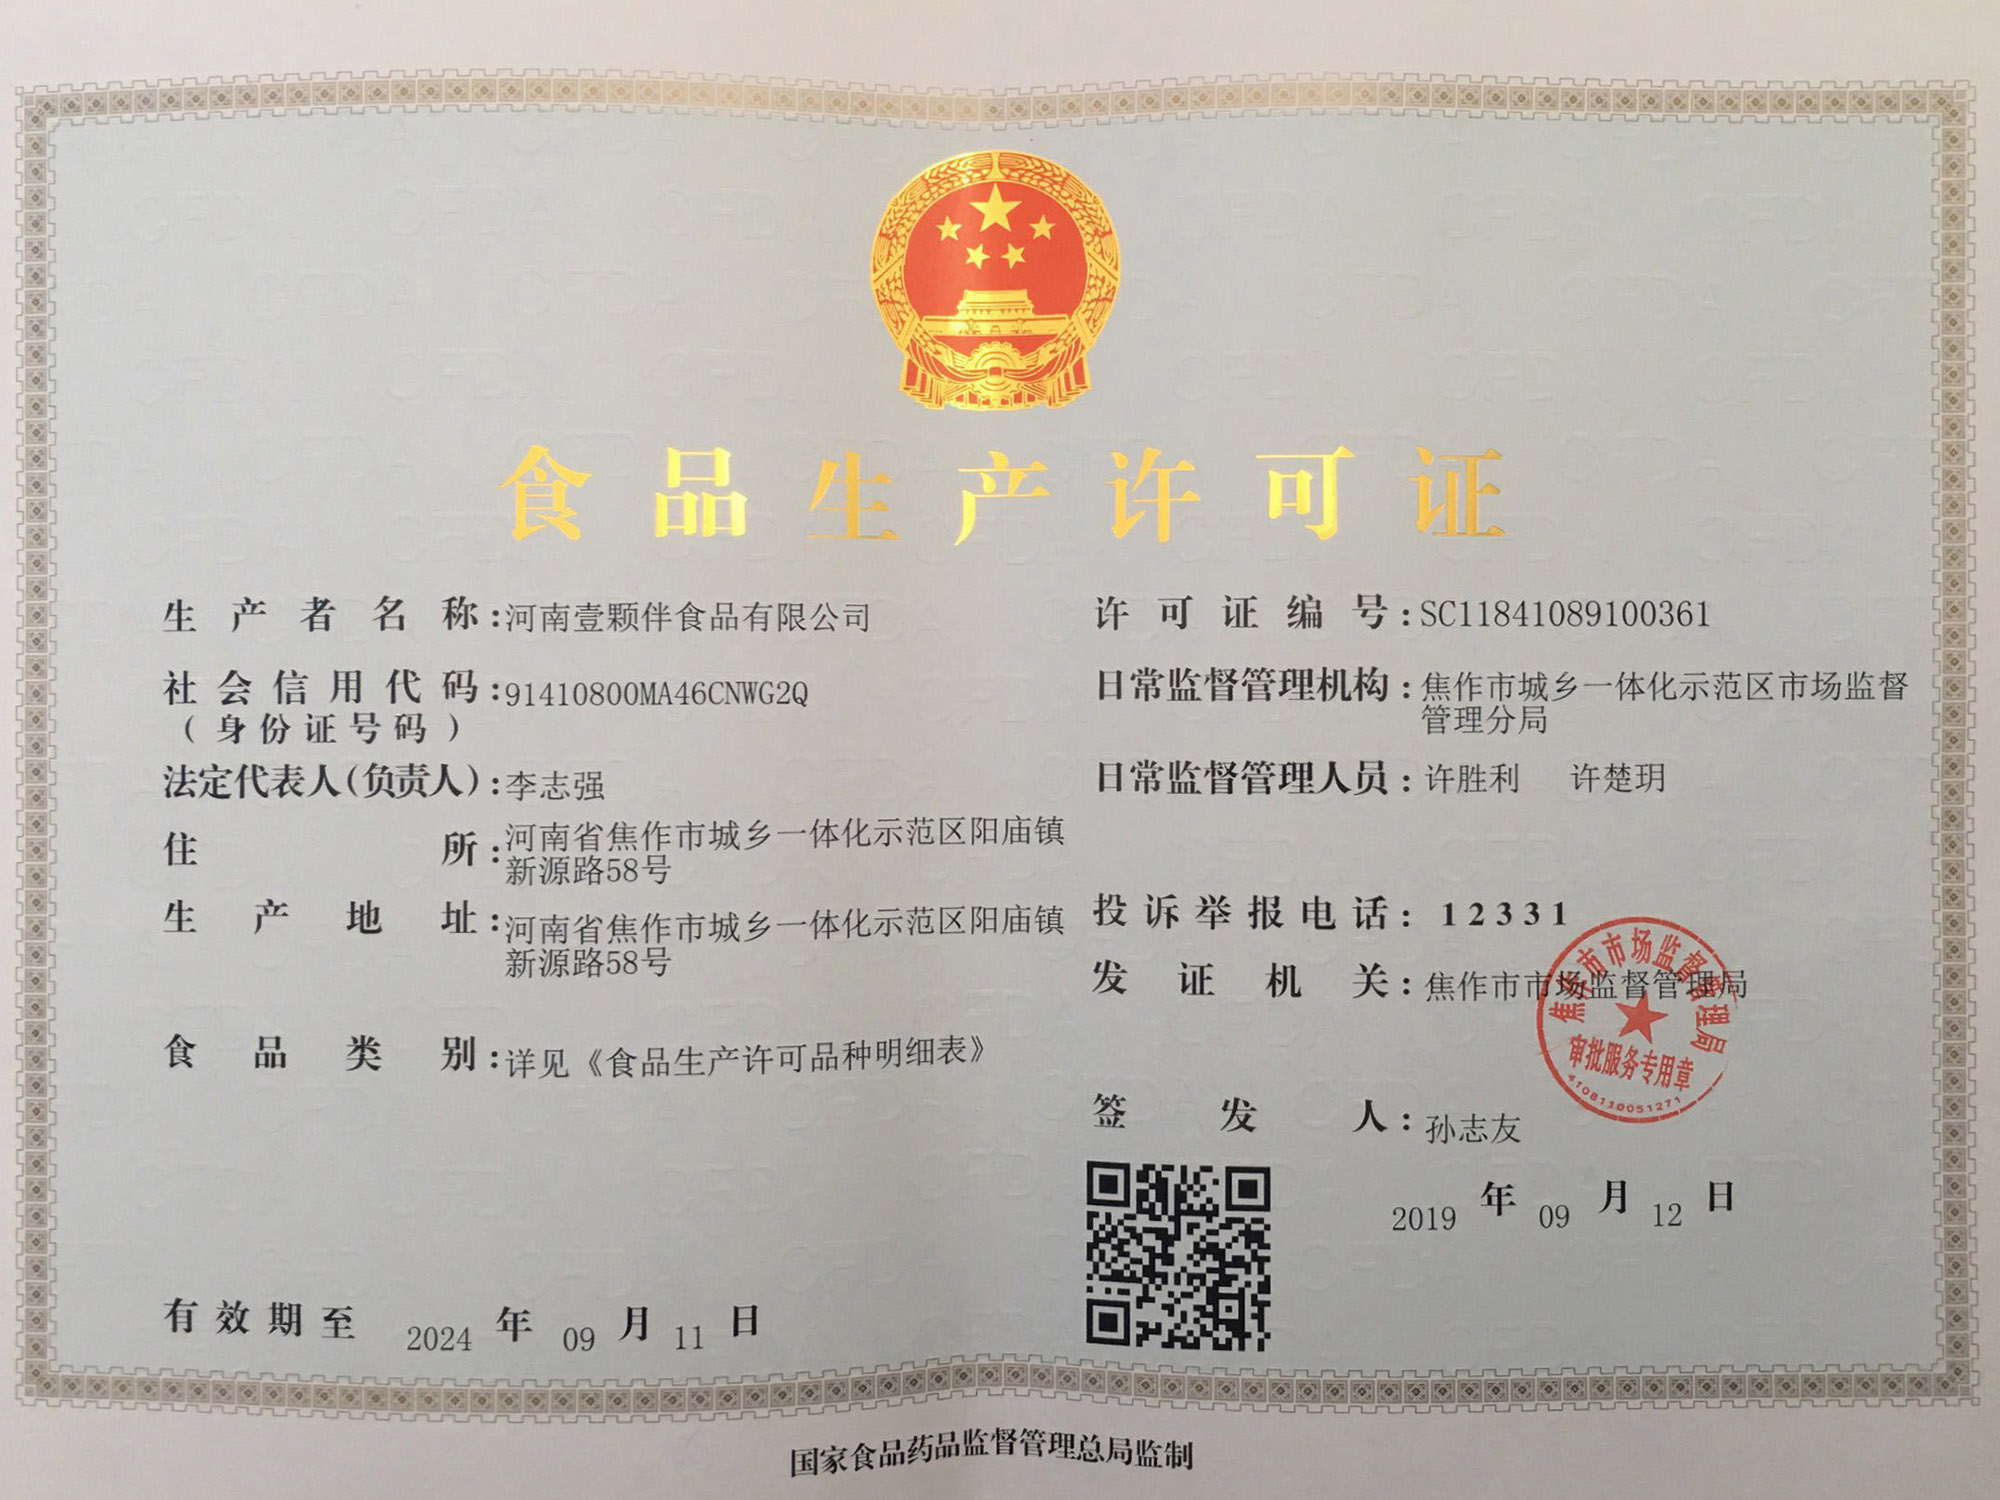 食品生产许可证
生产者名称：河南壹颗伴食品有限公司
社会信用代码：91410800MA46CNWG2Q
（身份证号码）
法定代表人（负责人）：李志强
住所：河南省焦作市城乡一体化示范区阳庙镇
新源路58号
生产地址：河南省焦作市城乡一体化示范区阳庙镇
新源路58号
食品类别：详见《食品生产许可品种明细表》
有效期至 2024 年 09 月 11 日
许可证编号：SC11841089100361
日常监督管理机构：焦作市城乡一体化示范区市场监督
管理分局
日常监督管理人员：许胜利 许楚玥
投诉举报电话：12331
发证机关：焦作市市场监督管理局
焦作市市场监督管理局
审批服务专用章
4108110051271
签发人：孙志友
2019 年 09 月 12 日
国家食品药品监督管理总局监制